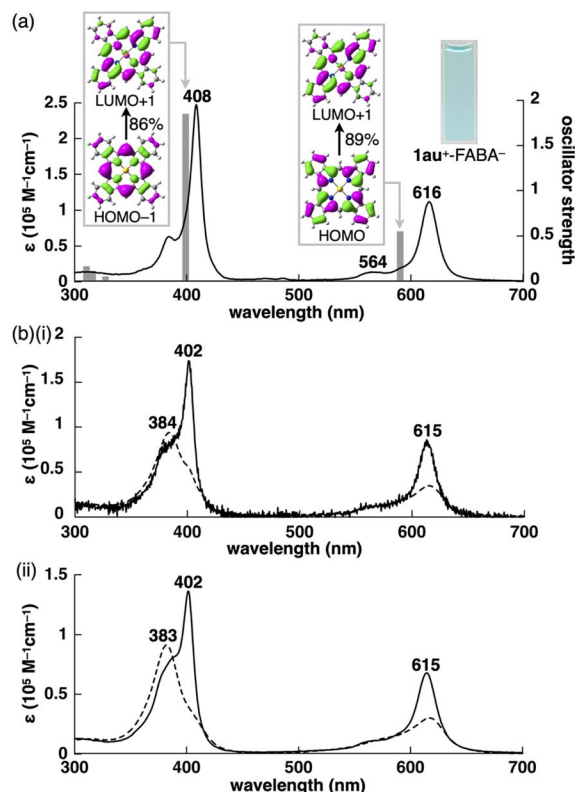 (a)
LUMO+1
86%
HOMO–1
408
LUMO+1
89%
HOMO
1au⁺-FABA⁻
616
564
2.5
2
1.5
1
0.5
0
ε (10⁵ M⁻¹cm⁻¹)
2
1.5
1
0.5
0
oscillator strength
300 400 500 600 700
wavelength (nm)
(b)(i)
2
1.5
1
0.5
0
ε (10⁵ M⁻¹cm⁻¹)
402
384
615
300 400 500 600 700
wavelength (nm)
(ii)
1.5
1
0.5
0
ε (10⁵ M⁻¹cm⁻¹)
402
383
615
300 400 500 600 700
wavelength (nm)